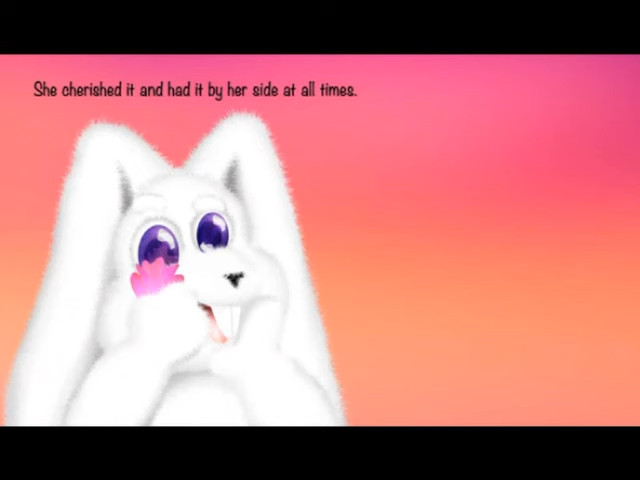 She cherished it and had it by her side at all times.